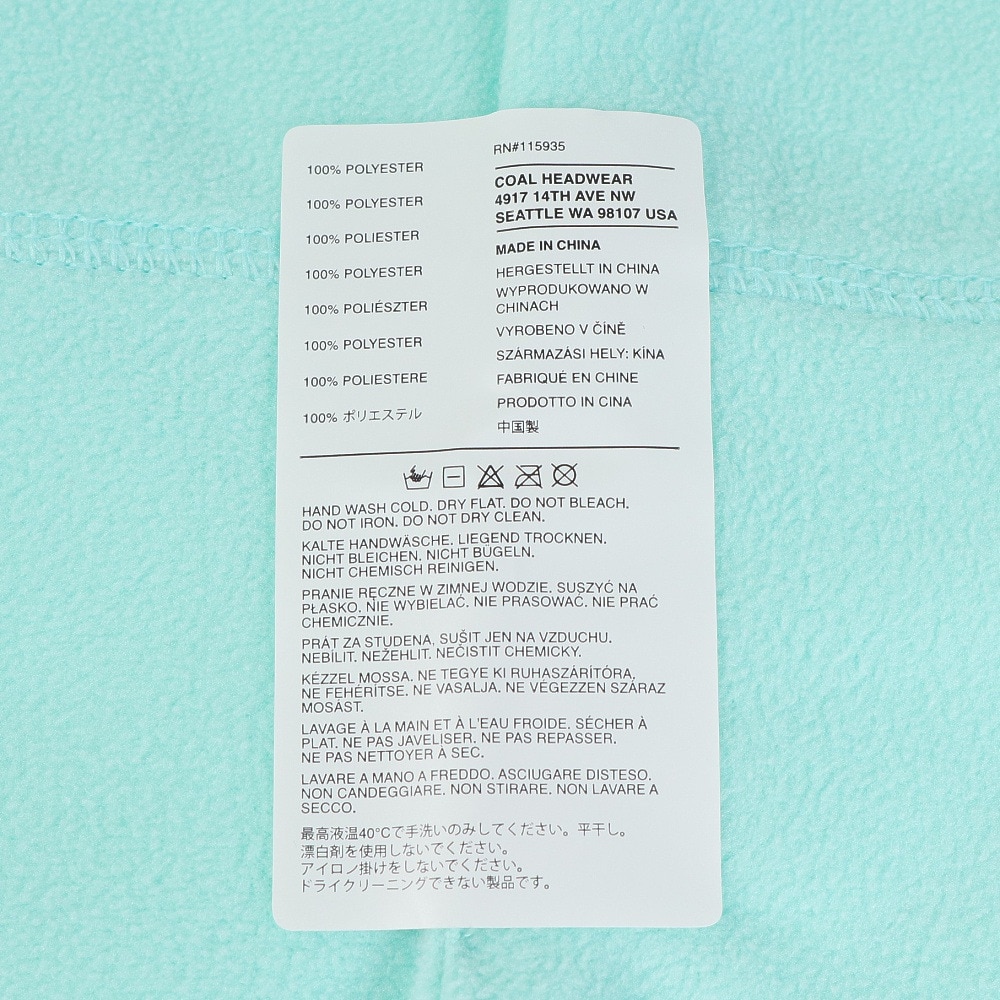 100% POLYESTER
100% POLYESTER
100% POLIESTER
100% POLYESTER
100% POLIÉSZTER
100% POLYESTER
100% POLIESTERE
100% ポリエステル
RN#115935
COAL HEADWEAR
4917 14TH AVE NW
SEATTLE WA 98107 USA
MADE IN CHINA
HERGESTELLT IN CHINA
WYPRODUKOWANO W
CHINACH
VYROBENO V ČÍNĚ
SZÁRMAZÁSI HELY: KÍNA
FABRIQUÉ EN CHINE
PRODOTTO IN CINA
中国製
HAND WASH COLD. DRY FLAT. DO NOT BLEACH.
DO NOT IRON. DO NOT DRY CLEAN.
KALTE HANDWÄSCHE. LIEGEND TROCKNEN.
NICHT BLEICHEN. NICHT BÜGELN.
NICHT CHEMISCH REINIGEN.
PRANIE RĘCZNE W ZIMNEJ WODZIE. SUSZYĆ NA
PŁASKO. NIE WYBIELAĆ. NIE PRASOWAĆ. NIE PRAĆ
CHEMICZNIE.
PRÁT ZA STUDENA. SUŠIT JEN NA VZDUCHU.
NEBÍLIT. NEŽEHLIT. NEČISTIT CHEMICKY.
KÉZZEL MOSSA. NE TEGYE KI RUHASZÁRÍTÓRA.
NE FEHÉRÍTSE. NE VASALJA. NE VÉGEZZEN SZÁRAZ
MOSÁST.
LAVAGE À LA MAIN ET À L'EAU FROIDE. SÉCHER À
PLAT. NE PAS JAVELISER. NE PAS REPASSER.
NE PAS NETTOYER À SEC.
LAVARE A MANO A FREDDO. ASCIUGARE DISTESO.
NON CANDEGGIARE. NON STIRARE. NON LAVARE A
SECCO.
最高液温40°Cで手洗いのみしてください。平干し。
漂白剤を使用しないでください。
アイロン掛けをしないでください。
ドライクリーニングできない製品です。